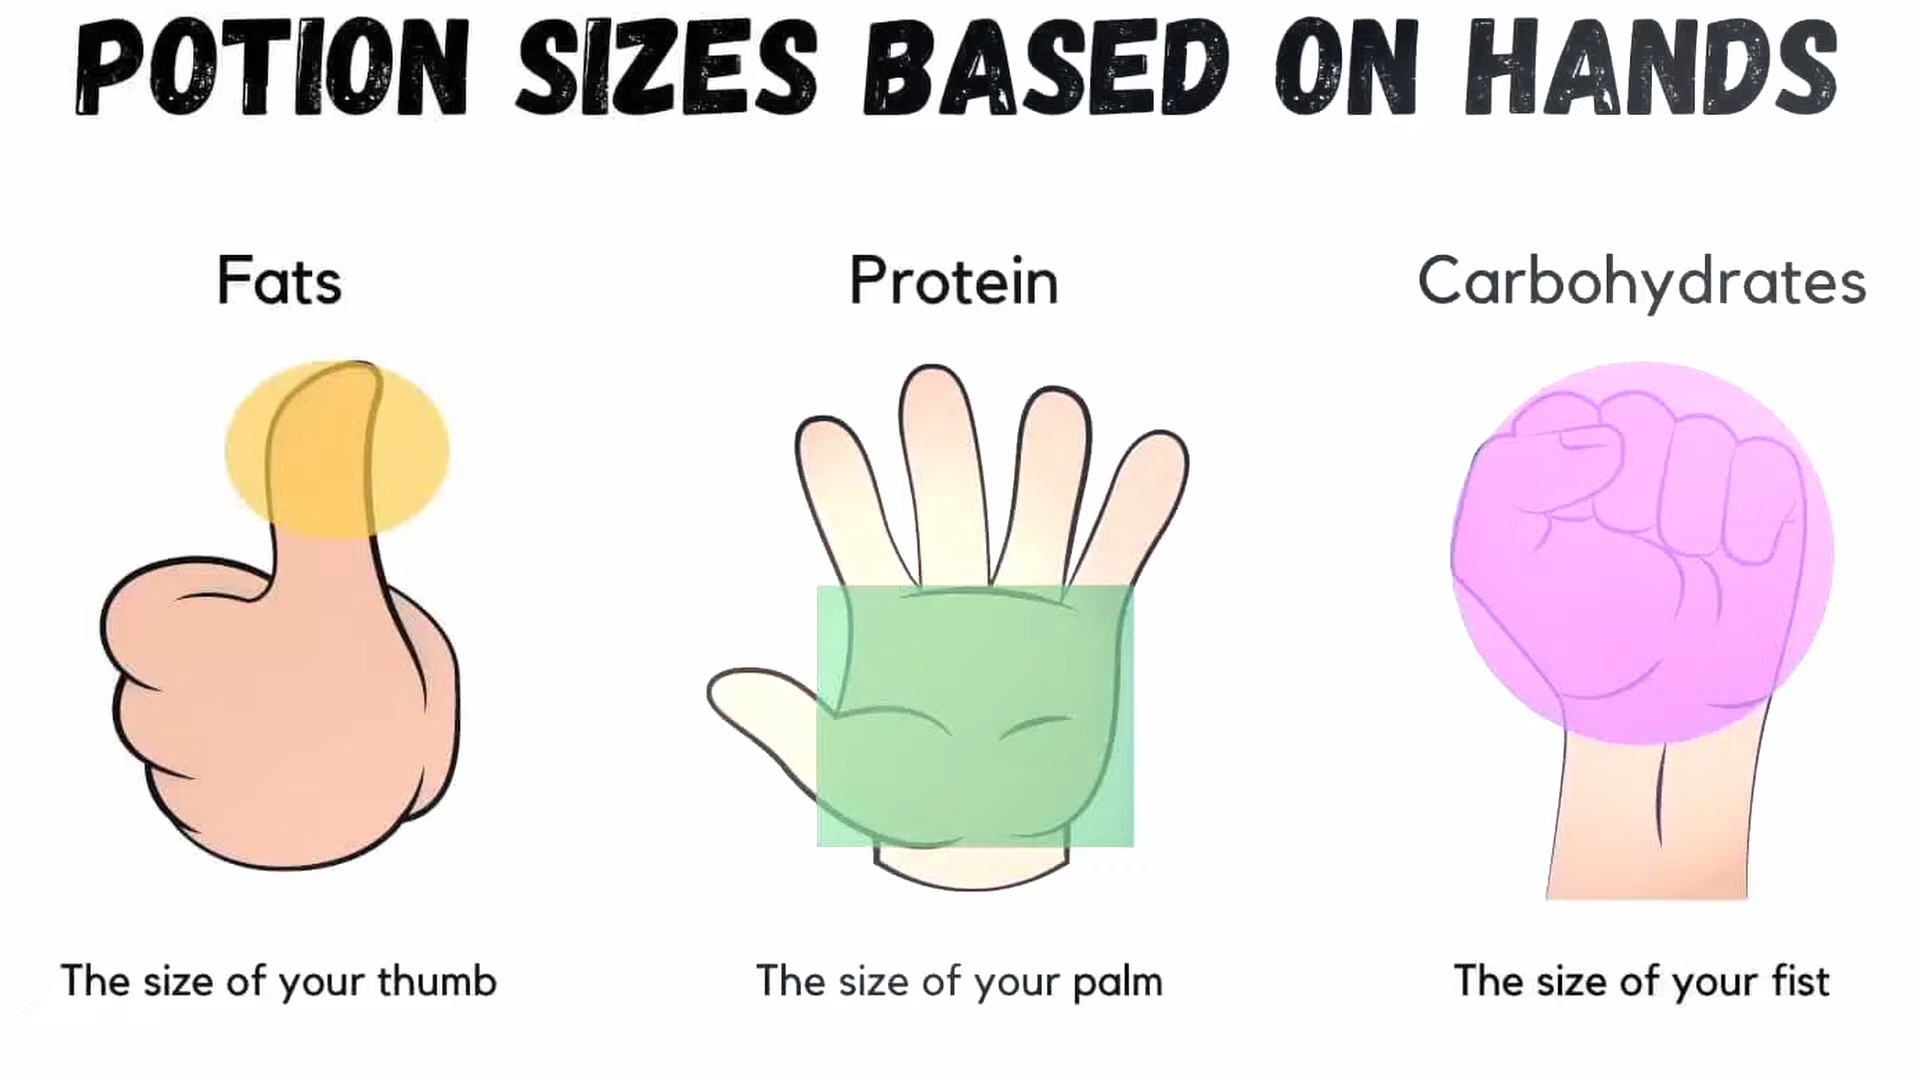 POTION SIZES BASED ON HANDS
Fats
Protein
Carbohydrates
The size of your thumb
The size of your palm
The size of your fist